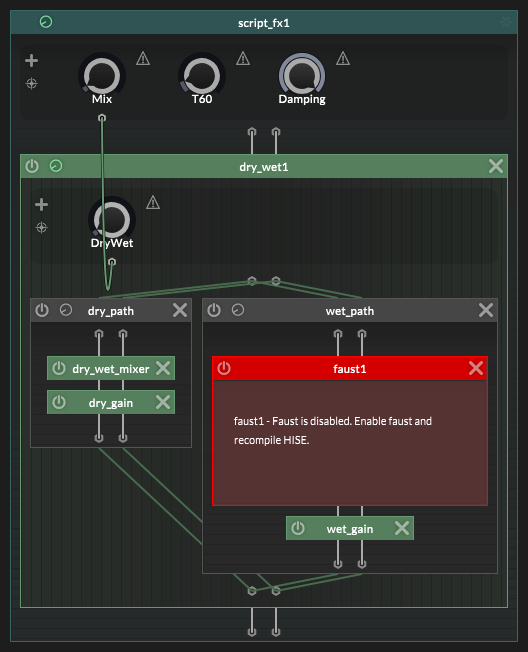 script_fx1
Mix
T60
Damping
dry_wet1
DryWet
dry_path
wet_path
dry_wet_mixer
faust1
dry_gain
faust1 - Faust is disabled. Enable faust and
recompile HISE.
wet_gain